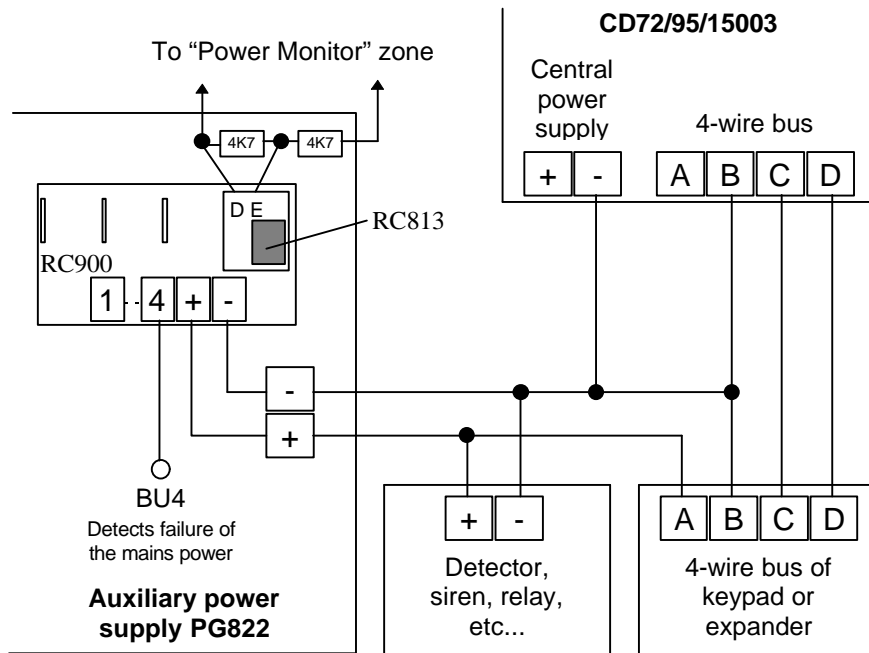 CD72/95/15003
To “Power Monitor” zone
Central
power
supply
4-wire bus
4K7
4K7
+ -
A B C D
D E
RC813
RC900
1 4 + -
-
+
BU4
Detects failure of
the mains power
Auxiliary power
supply PG822
+ -
Detector,
siren, relay,
etc...
A B C D
4-wire bus of
keypad or
expander